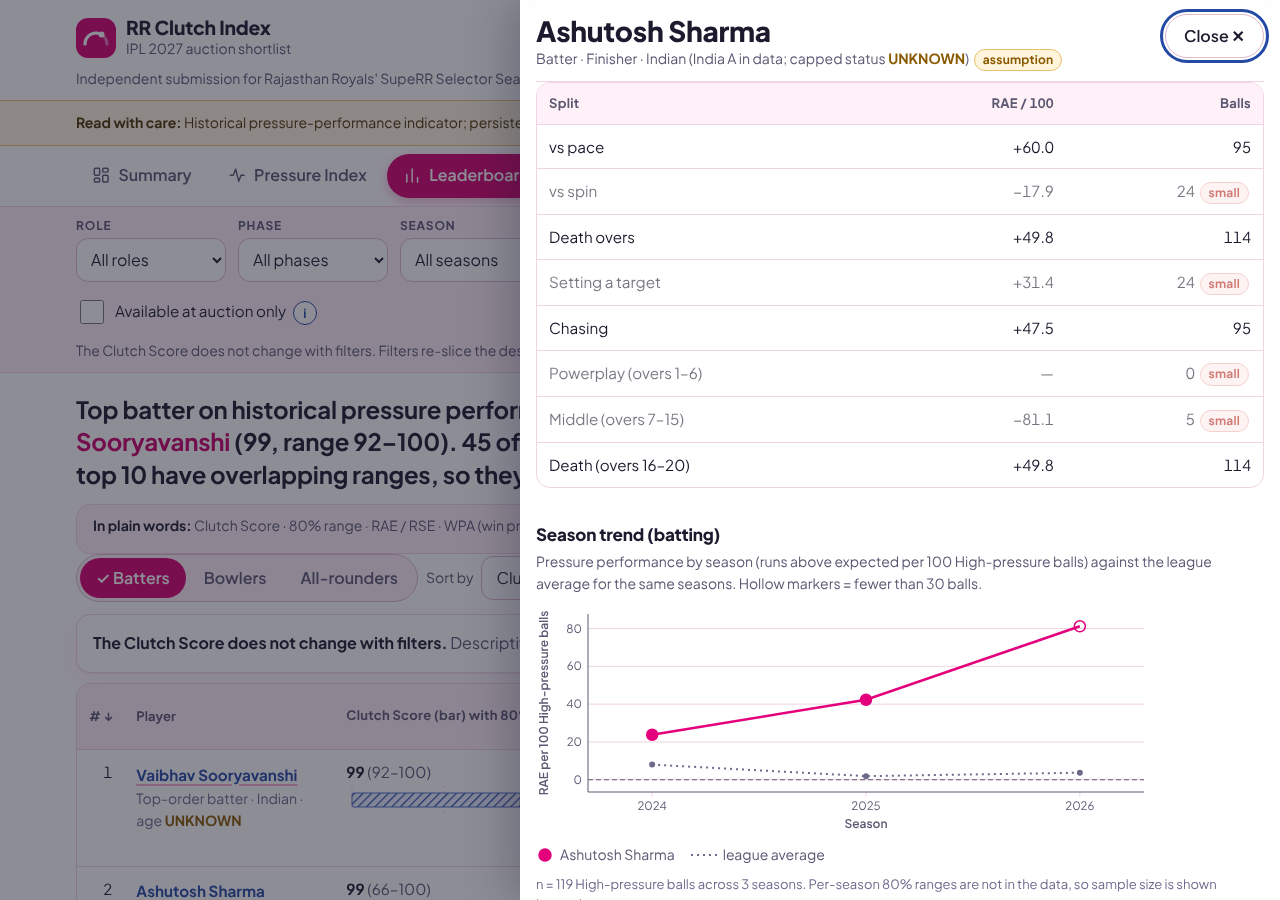 RR Clutch Index
IPL 2027 auction shortlist
Independent submission for Rajasthan Royals' SupeRR Selector Sea
Read with care: Historical pressure-performance indicator; persiste
Summary
Pressure Index
Leaderboar
ROLE
PHASE
SEASON
All roles
All phases
All seasons
Available at auction only i
The Clutch Score does not change with filters. Filters re-slice the des
Top batter on historical pressure perforr
Sooryavanshi (99, range 92–100). 45 of
top 10 have overlapping ranges, so they
In plain words: Clutch Score · 80% range · RAE / RSE · WPA (win pr
✓ Batters
Bowlers
All-rounders
Sort by
Clu
The Clutch Score does not change with filters. Descripti
# ↓
Player
Clutch Score (bar) with 80%
1
Vaibhav Sooryavanshi
99 (92–100)
Top-order batter · Indian ·
age UNKNOWN
2
Ashutosh Sharma
99 (66–100)
Ashutosh Sharma
Close ✕
Batter · Finisher · Indian (India A in data; capped status UNKNOWN) assumption
Split RAE / 100 Balls
vs pace +60.0 95
vs spin −17.9 24 small
Death overs +49.8 114
Setting a target +31.4 24 small
Chasing +47.5 95
Powerplay (overs 1–6) — 0 small
Middle (overs 7–15) −81.1 5 small
Death (overs 16–20) +49.8 114
Season trend (batting)
Pressure performance by season (runs above expected per 100 High-pressure balls) against the league
average for the same seasons. Hollow markers = fewer than 30 balls.
RAE per 100 High-pressure balls
80
60
40
20
0
2024
2025
2026
Season
Ashutosh Sharma
league average
n = 119 High-pressure balls across 3 seasons. Per-season 80% ranges are not in the data, so sample size is shown